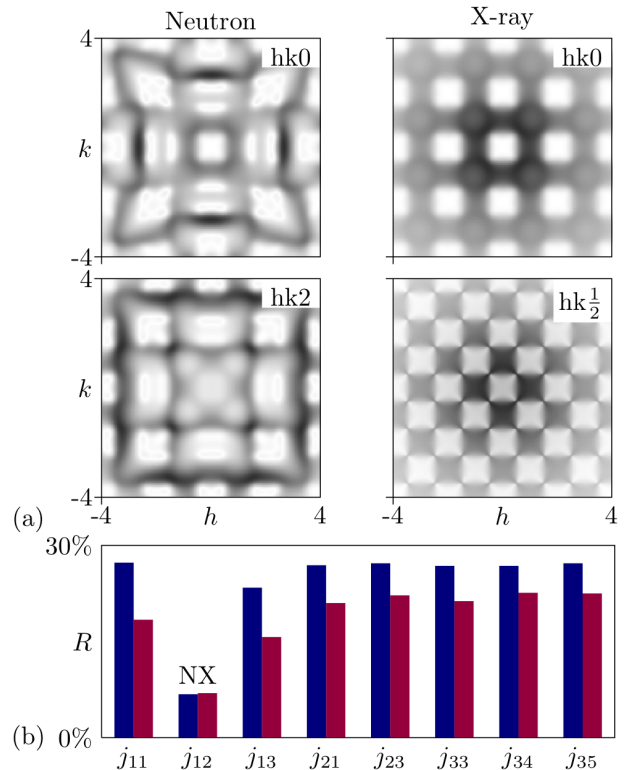 Neutron
X-ray
4
hk0
hk0
k
-4
4
hk2
hk½
k
-4
(a)
-4
h
4
-4
h
4
30%
R
NX
(b)
0%
j₁₁
j₁₂
j₁₃
j₂₁
j₂₃
j₃₃
j₃₄
j₃₅